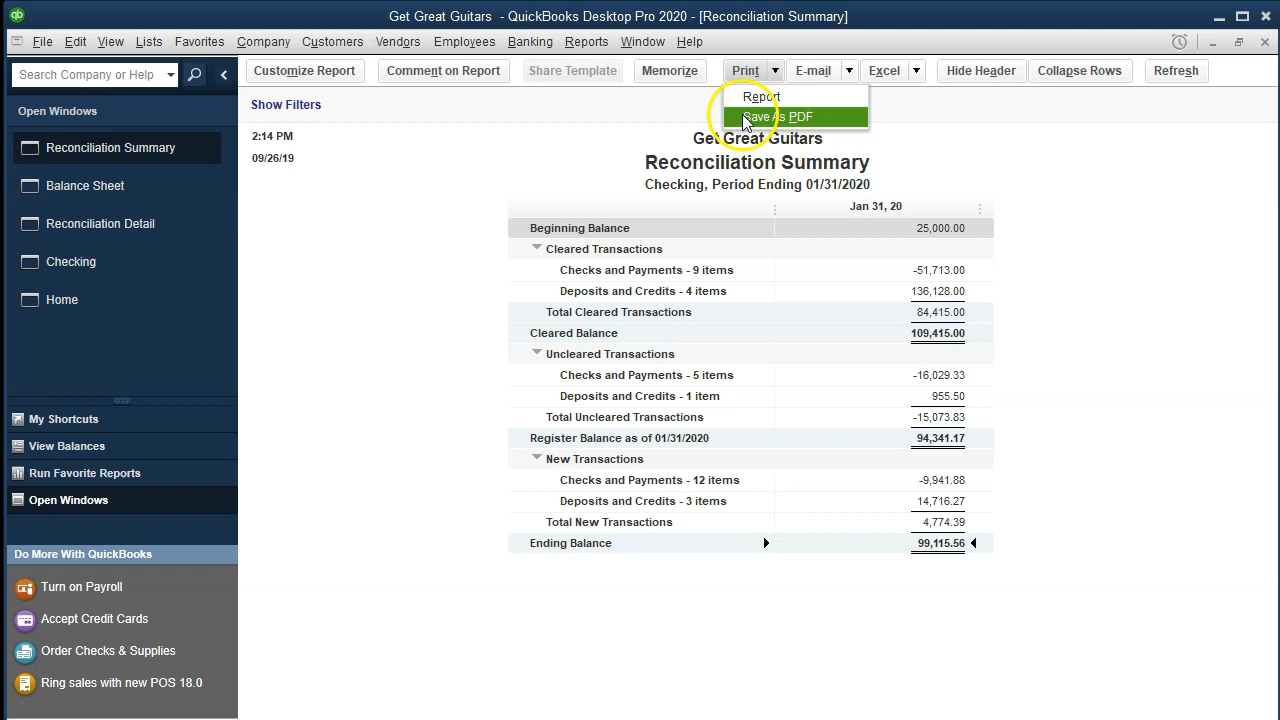 Get Great Guitars - QuickBooks Desktop Pro 2020 - [Reconciliation Summary]
File Edit View Lists Favorites Company Customers Vendors Employees Banking Reports Window Help
Search Company or Help
Customize Report Comment on Report Share Template Memorize Print E-mail Excel Hide Header Collapse Rows Refresh
Report
Save As PDF
Open Windows
Reconciliation Summary
Balance Sheet
Reconciliation Detail
Checking
Home
My Shortcuts
View Balances
Run Favorite Reports
Open Windows
Do More With QuickBooks
Turn on Payroll
Accept Credit Cards
Order Checks & Supplies
Ring sales with new POS 18.0
Show Filters
2:14 PM
09/26/19
Get Great Guitars
Reconciliation Summary
Checking, Period Ending 01/31/2020
Jan 31, 20
Beginning Balance 25,000.00
Cleared Transactions
Checks and Payments - 9 items -51,713.00
Deposits and Credits - 4 items 136,128.00
Total Cleared Transactions 84,415.00
Cleared Balance 109,415.00
Uncleared Transactions
Checks and Payments - 5 items -16,029.33
Deposits and Credits - 1 item 955.50
Total Uncleared Transactions -15,073.83
Register Balance as of 01/31/2020 94,341.17
New Transactions
Checks and Payments - 12 items -9,941.88
Deposits and Credits - 3 items 14,716.27
Total New Transactions 4,774.39
Ending Balance 99,115.56